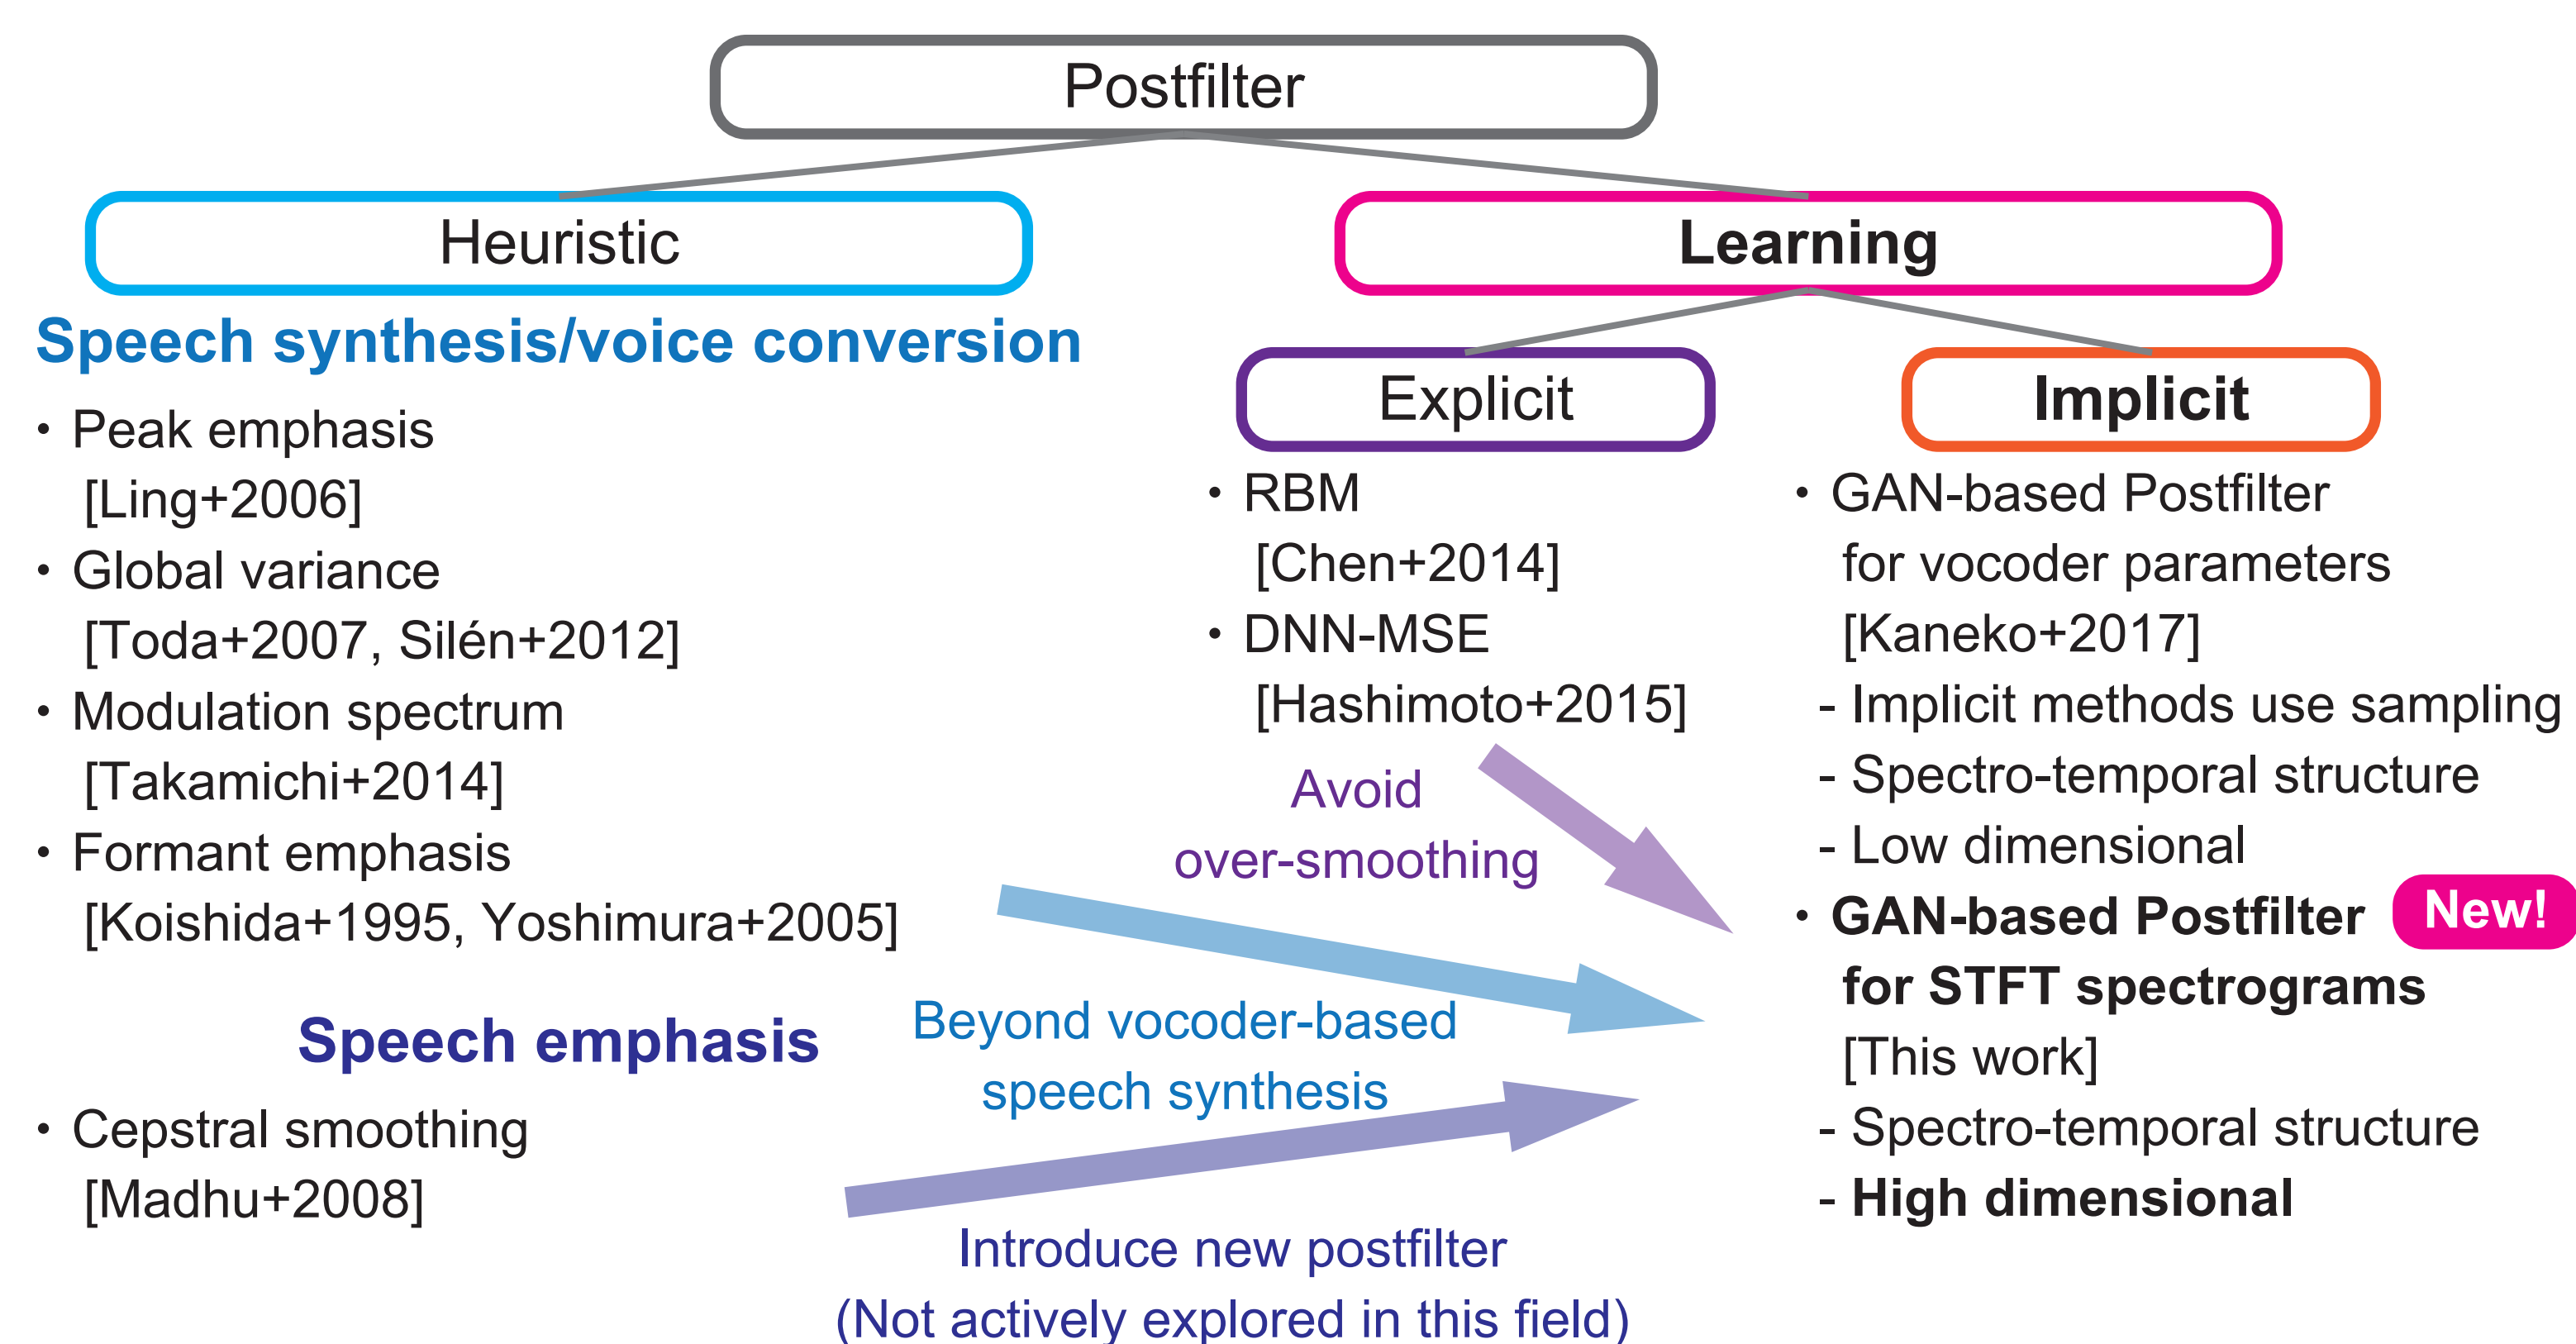 Postfilter
Heuristic
Learning
Speech synthesis/voice conversion
・Peak emphasis
[Ling+2006]
・Global variance
[Toda+2007, Silén+2012]
・Modulation spectrum
[Takamichi+2014]
・Formant emphasis
[Koishida+1995, Yoshimura+2005]
Speech emphasis
・Cepstral smoothing
[Madhu+2008]
Explicit
・RBM
[Chen+2014]
・DNN-MSE
[Hashimoto+2015]
Avoid
over-smoothing
Beyond vocoder-based
speech synthesis
Introduce new postfilter
(Not actively explored in this field)
Implicit
・GAN-based Postfilter
for vocoder parameters
[Kaneko+2017]
- Implicit methods use sampling
- Spectro-temporal structure
- Low dimensional
・GAN-based Postfilter New!
for STFT spectrograms
[This work]
- Spectro-temporal structure
- High dimensional